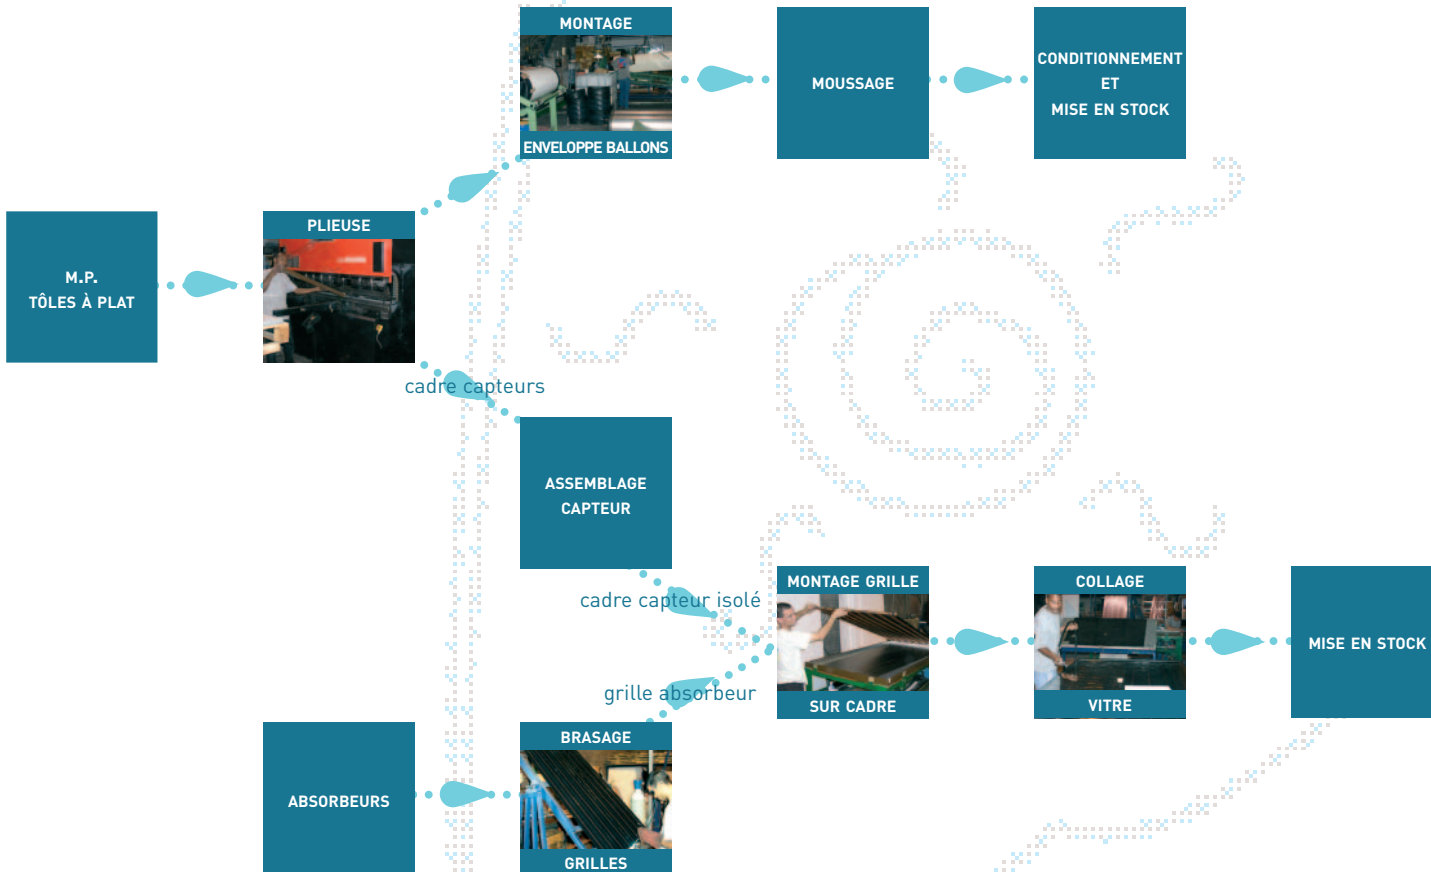 MONTAGE
ENVELOPPE BALLONS
MOUSSAGE
CONDITIONNEMENT
ET
MISE EN STOCK
M.P.
TÔLES À PLAT
PLIEUSE
cadre capteurs
ASSEMBLAGE
CAPTEUR
cadre capteur isolé
MONTAGE GRILLE
SUR CADRE
COLLAGE
VITRE
MISE EN STOCK
grille absorbeur
ABSORBEURS
BRASAGE
GRILLES